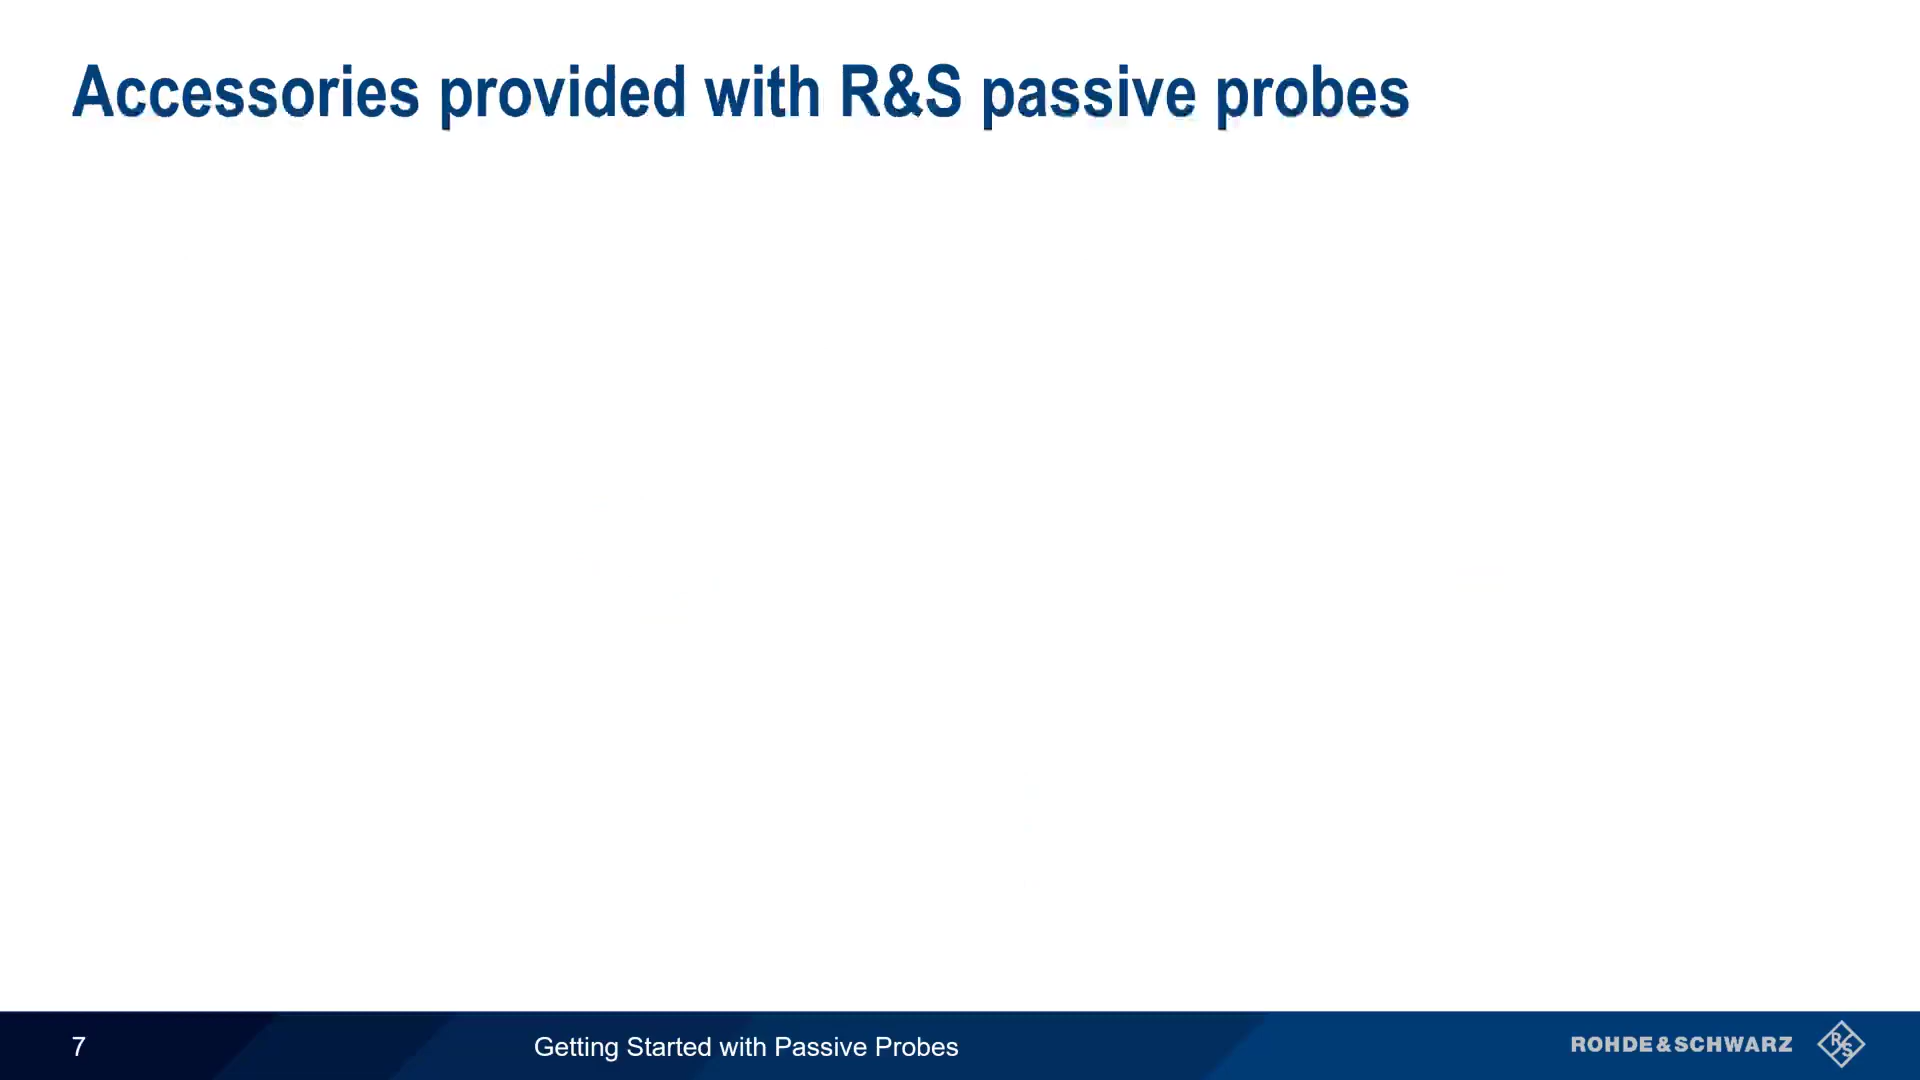 Accessories provided with R&S passive probes
7
Getting Started with Passive Probes
ROHDE&SCHWARZ
R
S